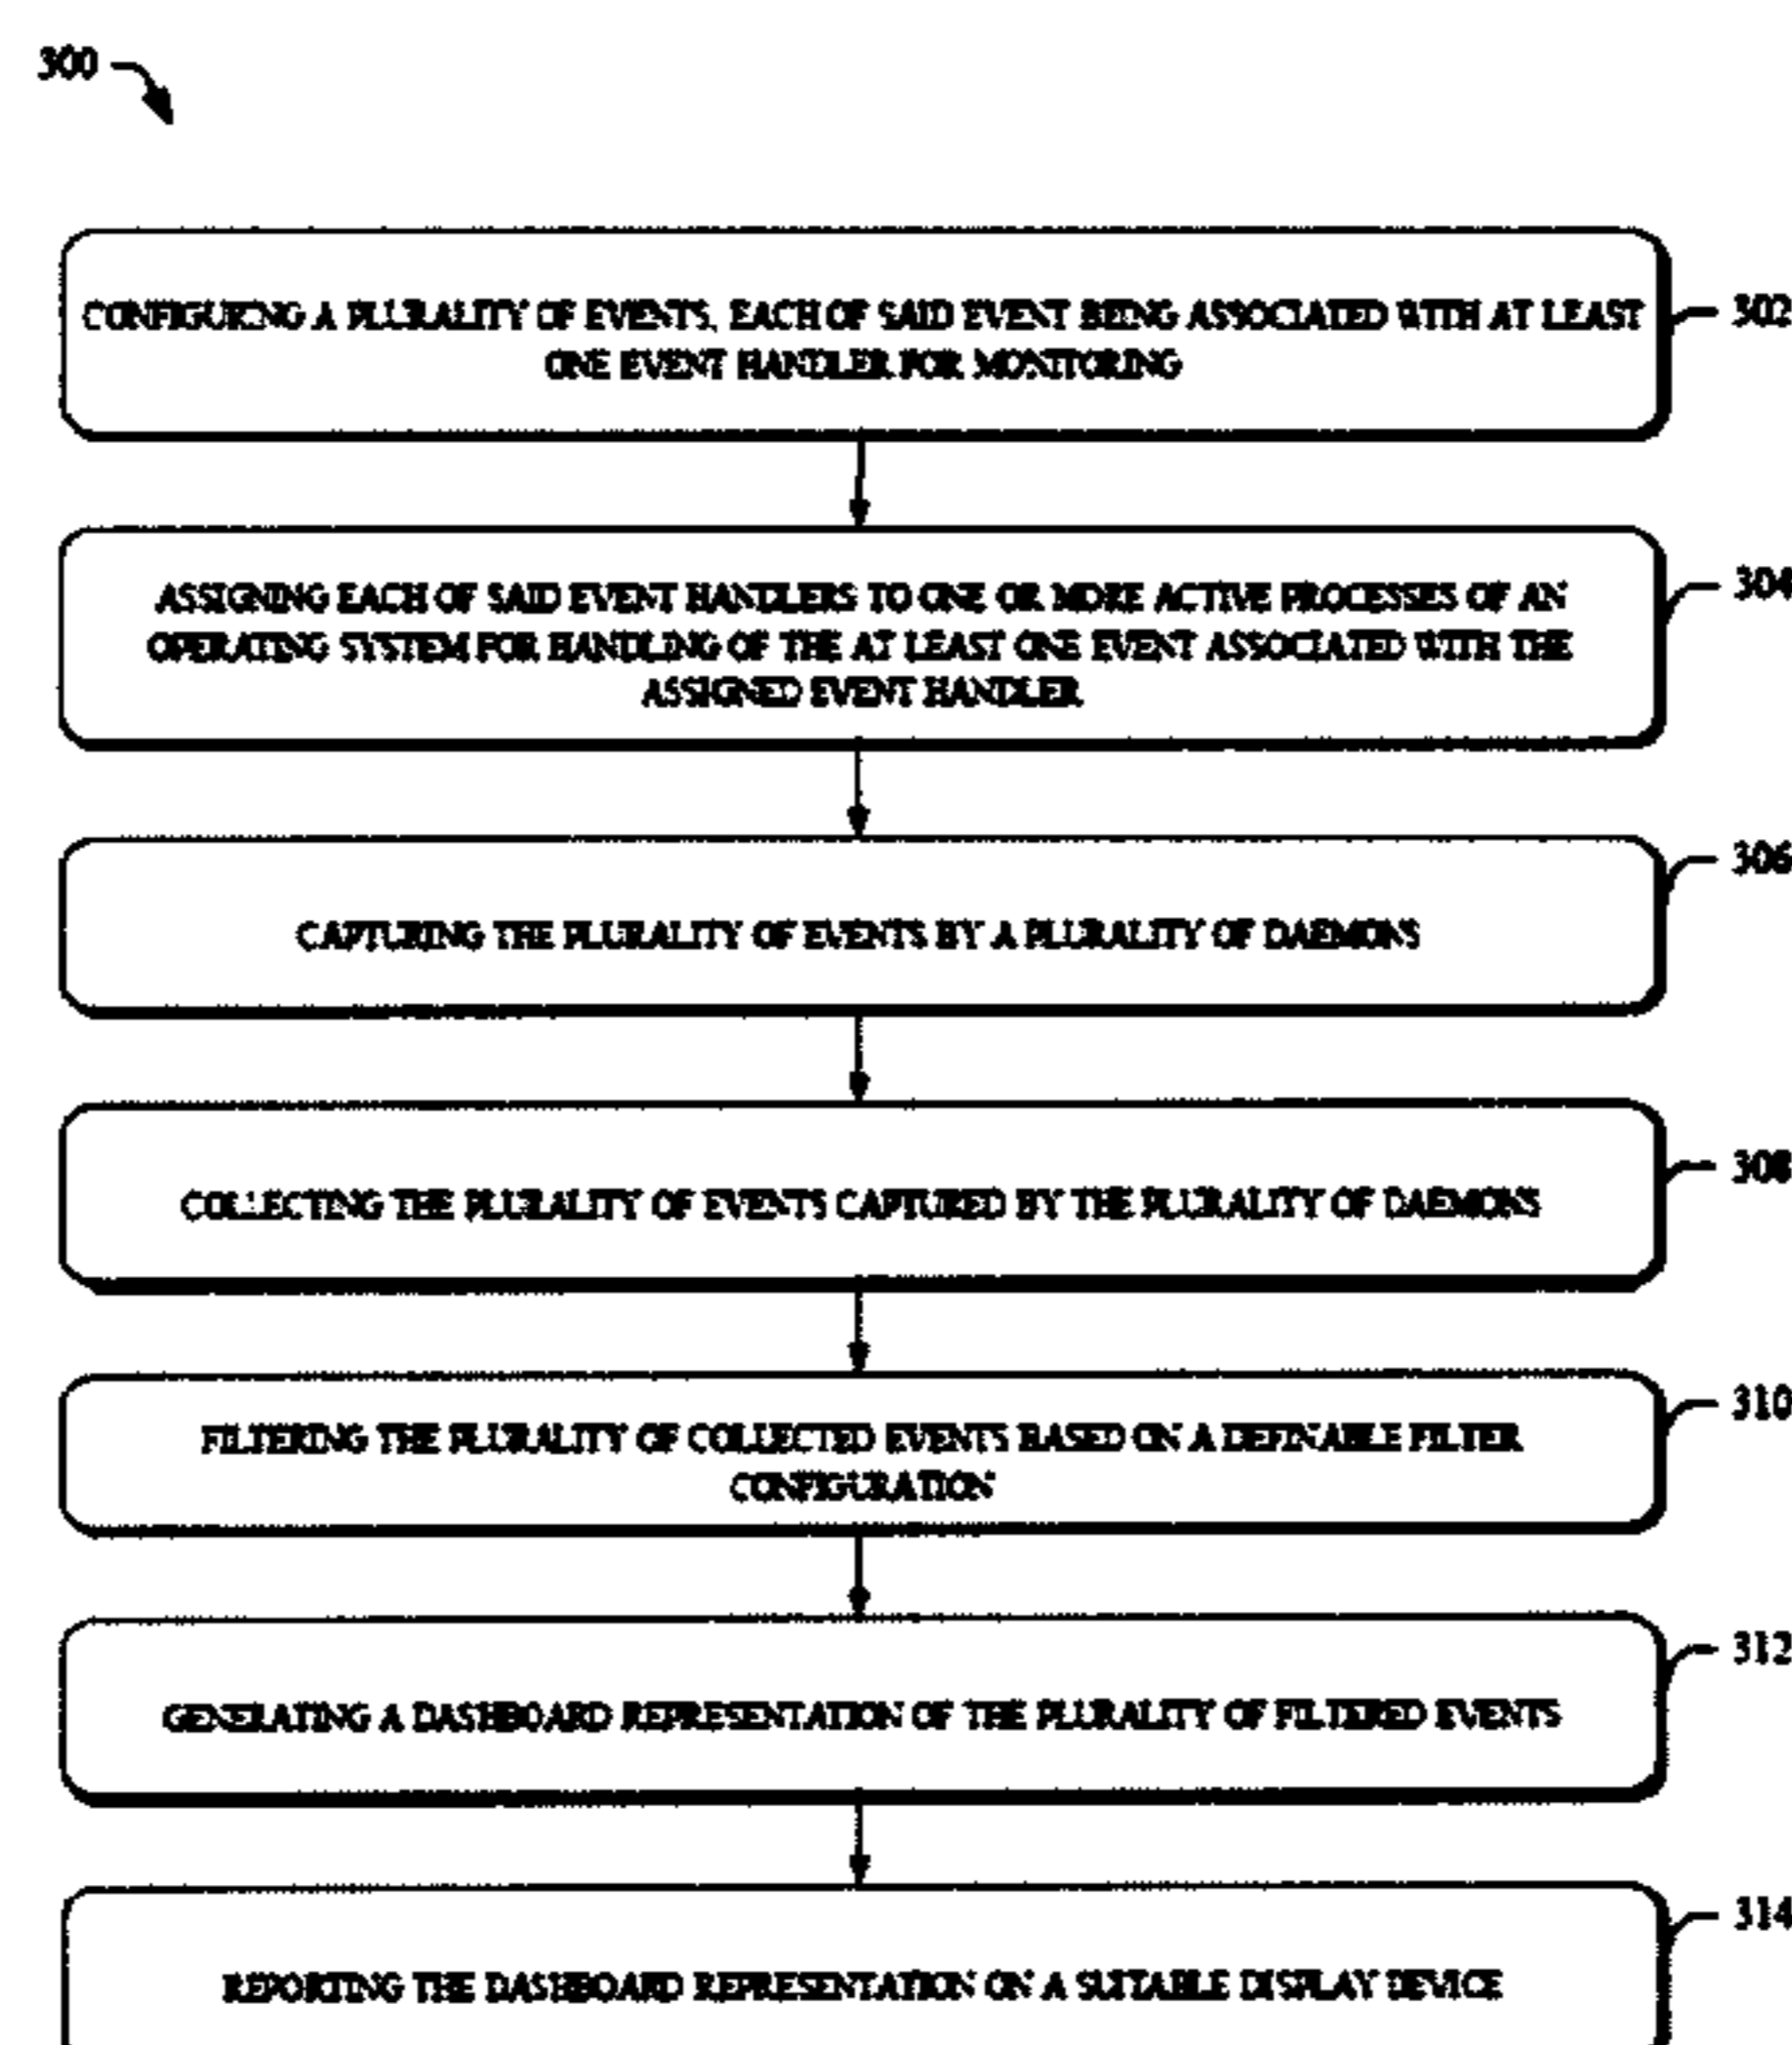 300
CONFIGURING A PLURALITY OF EVENTS, EACH OF SAID EVENT BEING ASSOCIATED WITH AT LEAST
ONE EVENT HANDLER FOR MONITORING
302
ASSIGNING EACH OF SAID EVENT HANDLERS TO ONE OR MORE ACTIVE PROCESSES OF AN
OPERATING SYSTEM FOR HANDLING OF THE AT LEAST ONE EVENT ASSOCIATED WITH THE
ASSIGNED EVENT HANDLER
304
CAPTURING THE PLURALITY OF EVENTS BY A PLURALITY OF DAEMONS
306
COLLECTING THE PLURALITY OF EVENTS CAPTURED BY THE PLURALITY OF DAEMONS
308
FILTERING THE PLURALITY OF COLLECTED EVENTS BASED ON A DEFINABLE FILTER
CONFIGURATION
310
GENERATING A DASHBOARD REPRESENTATION OF THE PLURALITY OF FILTERED EVENTS
312
REPORTING THE DASHBOARD REPRESENTATION ON A SUITABLE DISPLAY DEVICE
314